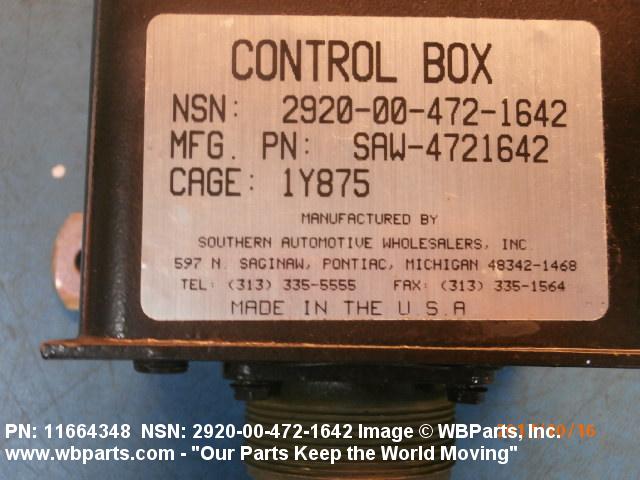 CONTROL BOX
NSN: 2920-00-472-1642
MFG. PN: SAW-4721642
CAGE: 1Y875
MANUFACTURED BY
SOUTHERN AUTOMOTIVE WHOLESALERS, INC
597 N. SAGINAW, PONTIAC, MICHIGAN 48342-1468
TEL: (313) 335-5555 FAX: (313) 335-1564
MADE IN THE U.S.A
PN: 11664348 NSN: 2920-00-472-1642 Image © WBParts, Inc.
www.wbparts.com - "Our Parts Keep the World Moving"